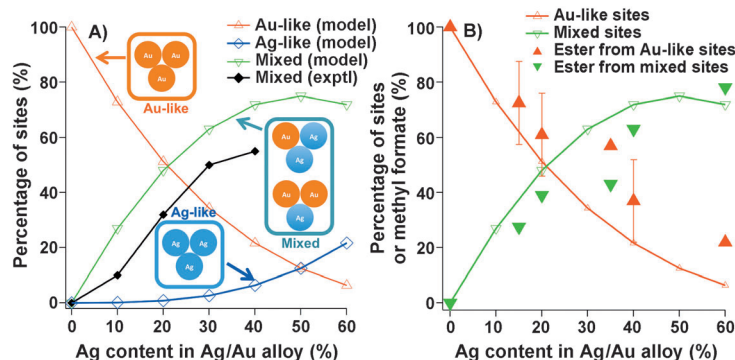 A)
Au-like (model)
Ag-like (model)
Mixed (model)
Mixed (exptl)
Au Au
Au
Au-like
Au Ag
Ag
Au Au
Ag
Mixed
Ag-like
Ag Ag
Ag
100
80
60
40
20
0
Percentage of sites (%)
0 10 20 30 40 50 60
Ag content in Ag/Au alloy (%)
B)
Au-like sites
Mixed sites
Ester from Au-like sites
Ester from mixed sites
100
80
60
40
20
0
Percentage of sites (%)
or methyl formate (%)
0 10 20 30 40 50 60
Ag content in Ag/Au alloy (%)